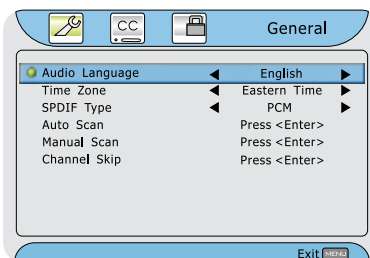 CC
General
Audio Language English
Time Zone Eastern Time
SPDIF Type PCM
Auto Scan Press <Enter>
Manual Scan Press <Enter>
Channel Skip Press <Enter>
Exit MENU